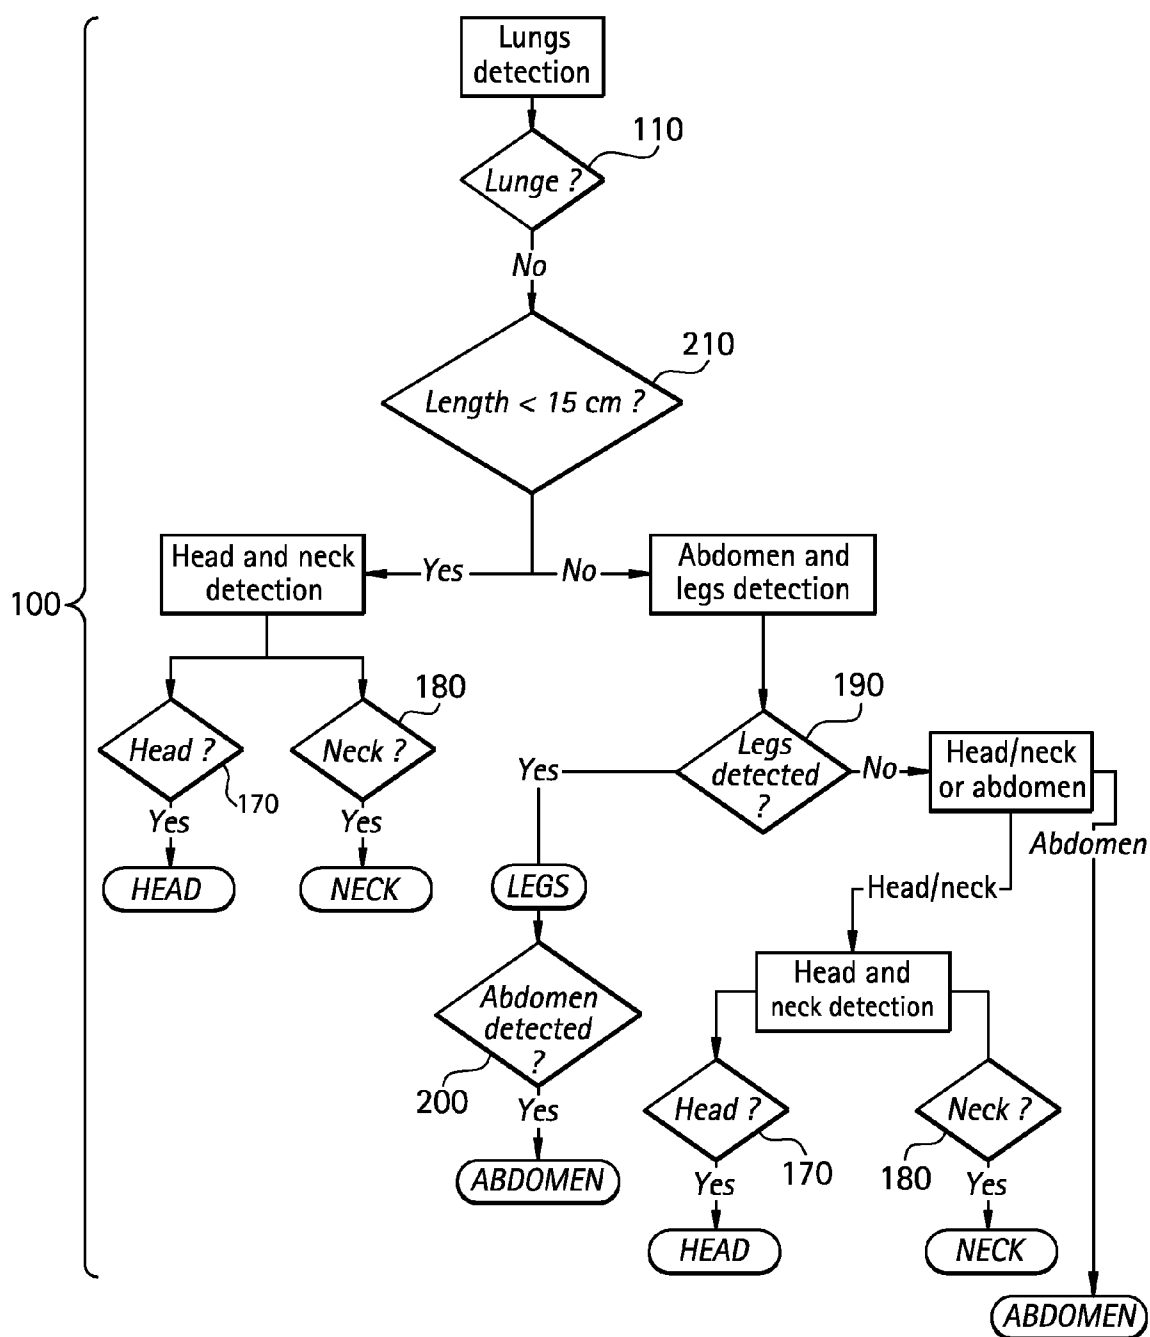 Lungs
detection
110
Lunge ?
No
210
Length < 15 cm ?
Head and neck
detection
Yes
No
Abdomen and
legs detection
100
180
190
Head ?
Neck ?
Legs
detected
?
Yes
No
Head/neck
or abdomen
170
Yes
Yes
Abdomen
HEAD
NECK
LEGS
Head/neck
Head and
neck detection
Abdomen
detected
?
200
Yes
Head ?
Neck ?
170
180
Yes
Yes
ABDOMEN
HEAD
NECK
ABDOMEN